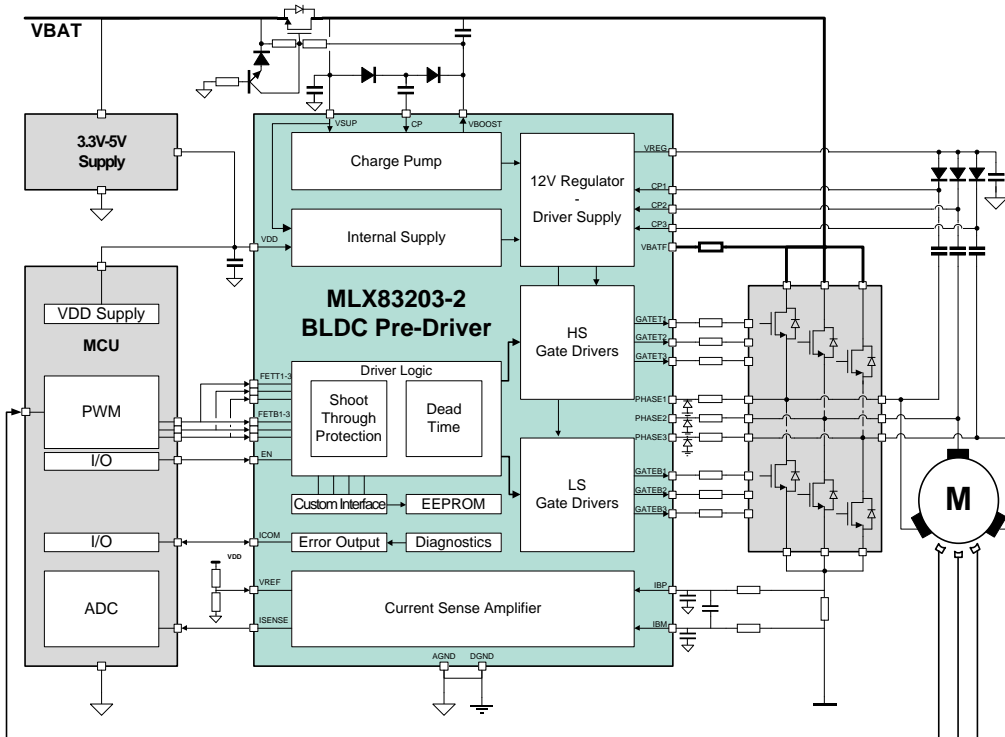 VBAT
3.3V-5V
Supply
VSUP
CP
VBOOST
Charge Pump
12V Regulator
-
Driver Supply
VREG
CP1
CP2
CP3
VBATF
Internal Supply
VDD
MLX83203-2
BLDC Pre-Driver
VDD Supply
MCU
PWM
I/O
I/O
ADC
FETT1-3
FETB1-3
EN
ICOM
VDD
VREF
ISENSE
Driver Logic
Shoot
Through
Protection
Dead
Time
HS
Gate Drivers
GATET1
GATET2
GATET3
PHASE1
PHASE2
PHASE3
LS
Gate Drivers
GATEB1
GATEB2
GATEB3
Custom Interface
EEPROM
Error Output
Diagnostics
Current Sense Amplifier
IBP
IBM
AGND
DGND
M